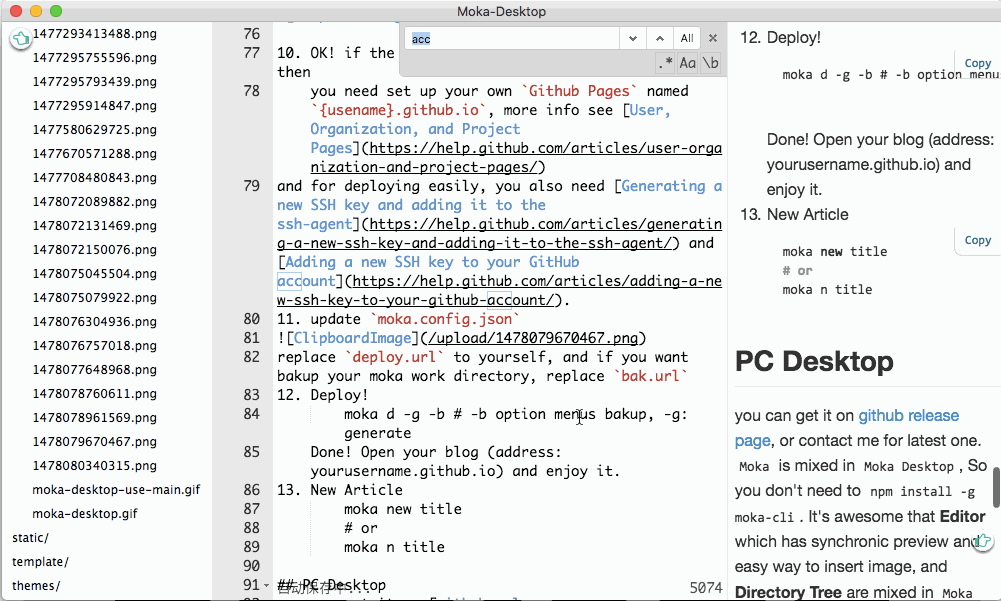 Moka-Desktop
1477293413488.png
1477295755596.png
1477295793439.png
1477295914847.png
1477580629725.png
1477670571288.png
1477708480843.png
1478072089882.png
1478072131469.png
1478072150076.png
1478075045504.png
1478075079922.png
1478076304936.png
1478076757018.png
1478077648968.png
1478078760611.png
1478078961569.png
1478079670467.png
1478080340315.png
moka-desktop-use-main.gif
moka-desktop.gif
static/
template/
themes/
acc
All
.* Aa \b
76
77 10. OK! if the
then
78 you need set up your own `Github Pages` named
`{usename}.github.io`, more info see [User,
Organization, and Project
Pages](https://help.github.com/articles/user-orga
nization-and-project-pages/)
79 and for deploying easily, you also need [Generating a
new SSH key and adding it to the
ssh-agent](https://help.github.com/articles/generatin
g-a-new-ssh-key-and-adding-it-to-the-ssh-agent/) and
[Adding a new SSH key to your GitHub
account](https://help.github.com/articles/adding-a-ne
w-ssh-key-to-your-github-account/).
80 11. update `moka.config.json`
81 ![ClipboardImage](/upload/1478079670467.png)
82 replace `deploy.url` to yourself, and if you want
bakup your moka work directory, replace `bak.url`
83 12. Deploy!
84 moka d -g -b # -b option menus bakup, -g:
generate
85 Done! Open your blog (address:
yourusername.github.io) and enjoy it.
86 13. New Article
87 moka new title
88 # or
89 moka n title
90
91 ## PC Desktop
自动保存中...
5074
12. Deploy!
Copy
moka d -g -b # -b option menus
Done! Open your blog (address:
yourusername.github.io) and
enjoy it.
13. New Article
Copy
moka new title
# or
moka n title
PC Desktop
you can get it on github release
page, or contact me for latest one.
Moka is mixed in Moka Desktop , So
you don't need to npm install -g
moka-cli . It's awesome that Editor
which has synchronic preview and
easy way to insert image, and
Directory Tree are mixed in Moka